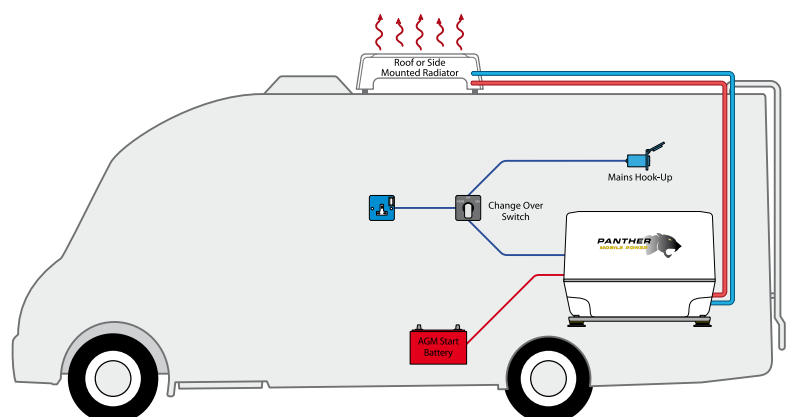 Roof or Side
Mounted Radiator
Mains Hook-Up
Change Over
Switch
PANTHER
MOBILE POWER
AGM Start
Battery